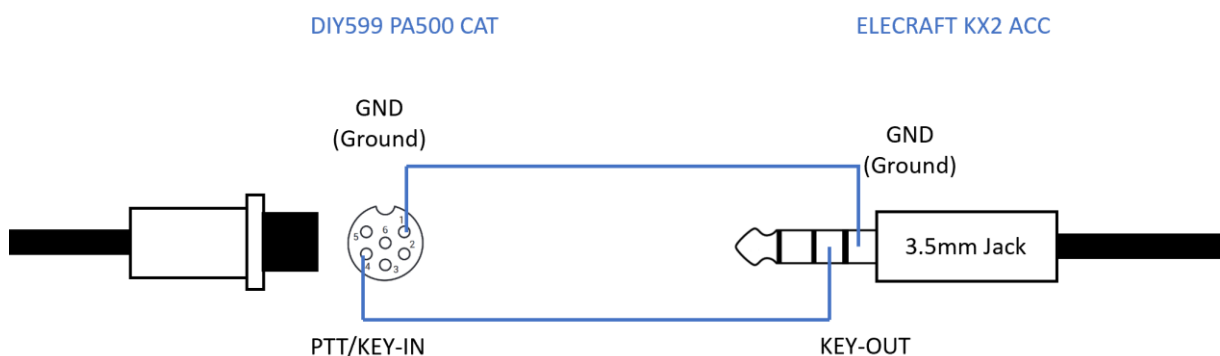 DIY599 PA500 CAT
ELECRAFT KX2 ACC
GND
(Ground)
GND
(Ground)
1
5
6
2
4
3
3.5mm Jack
PTT/KEY-IN
KEY-OUT